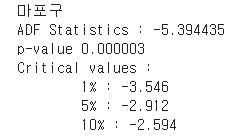 마포구
ADF Statistics : -5.394435
p-value 0.000003
Critical values :
1% : -3.546
5% : -2.912
10% : -2.594